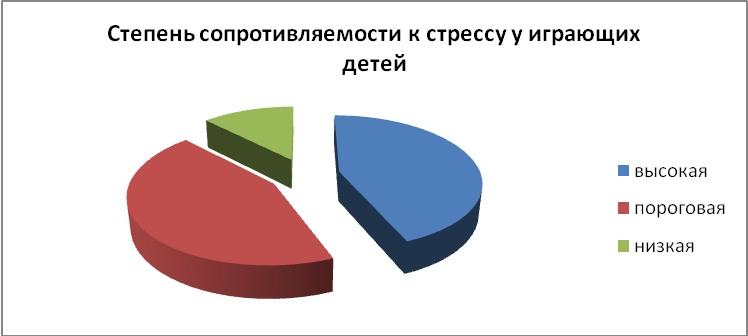 Степень сопротивляемости к стрессу у играющих
детей
высокая
пороговая
низкая